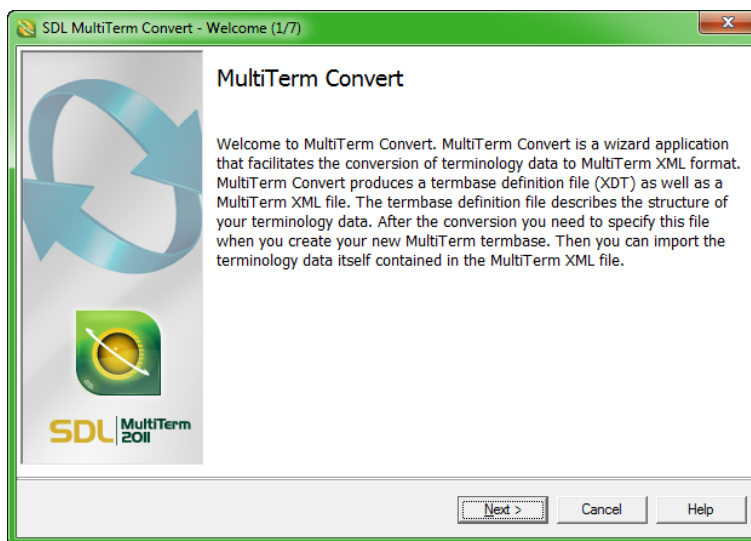 SDL MultiTerm Convert - Welcome (1/7)
MultiTerm Convert
Welcome to MultiTerm Convert. MultiTerm Convert is a wizard application
that facilitates the conversion of terminology data to MultiTerm XML format.
MultiTerm Convert produces a termbase definition file (XDT) as well as a
MultiTerm XML file. The termbase definition file describes the structure of
your terminology data. After the conversion you need to specify this file
when you create your new MultiTerm termbase. Then you can import the
terminology data itself contained in the MultiTerm XML file.
SDL MultiTerm
2011
Next > Cancel Help